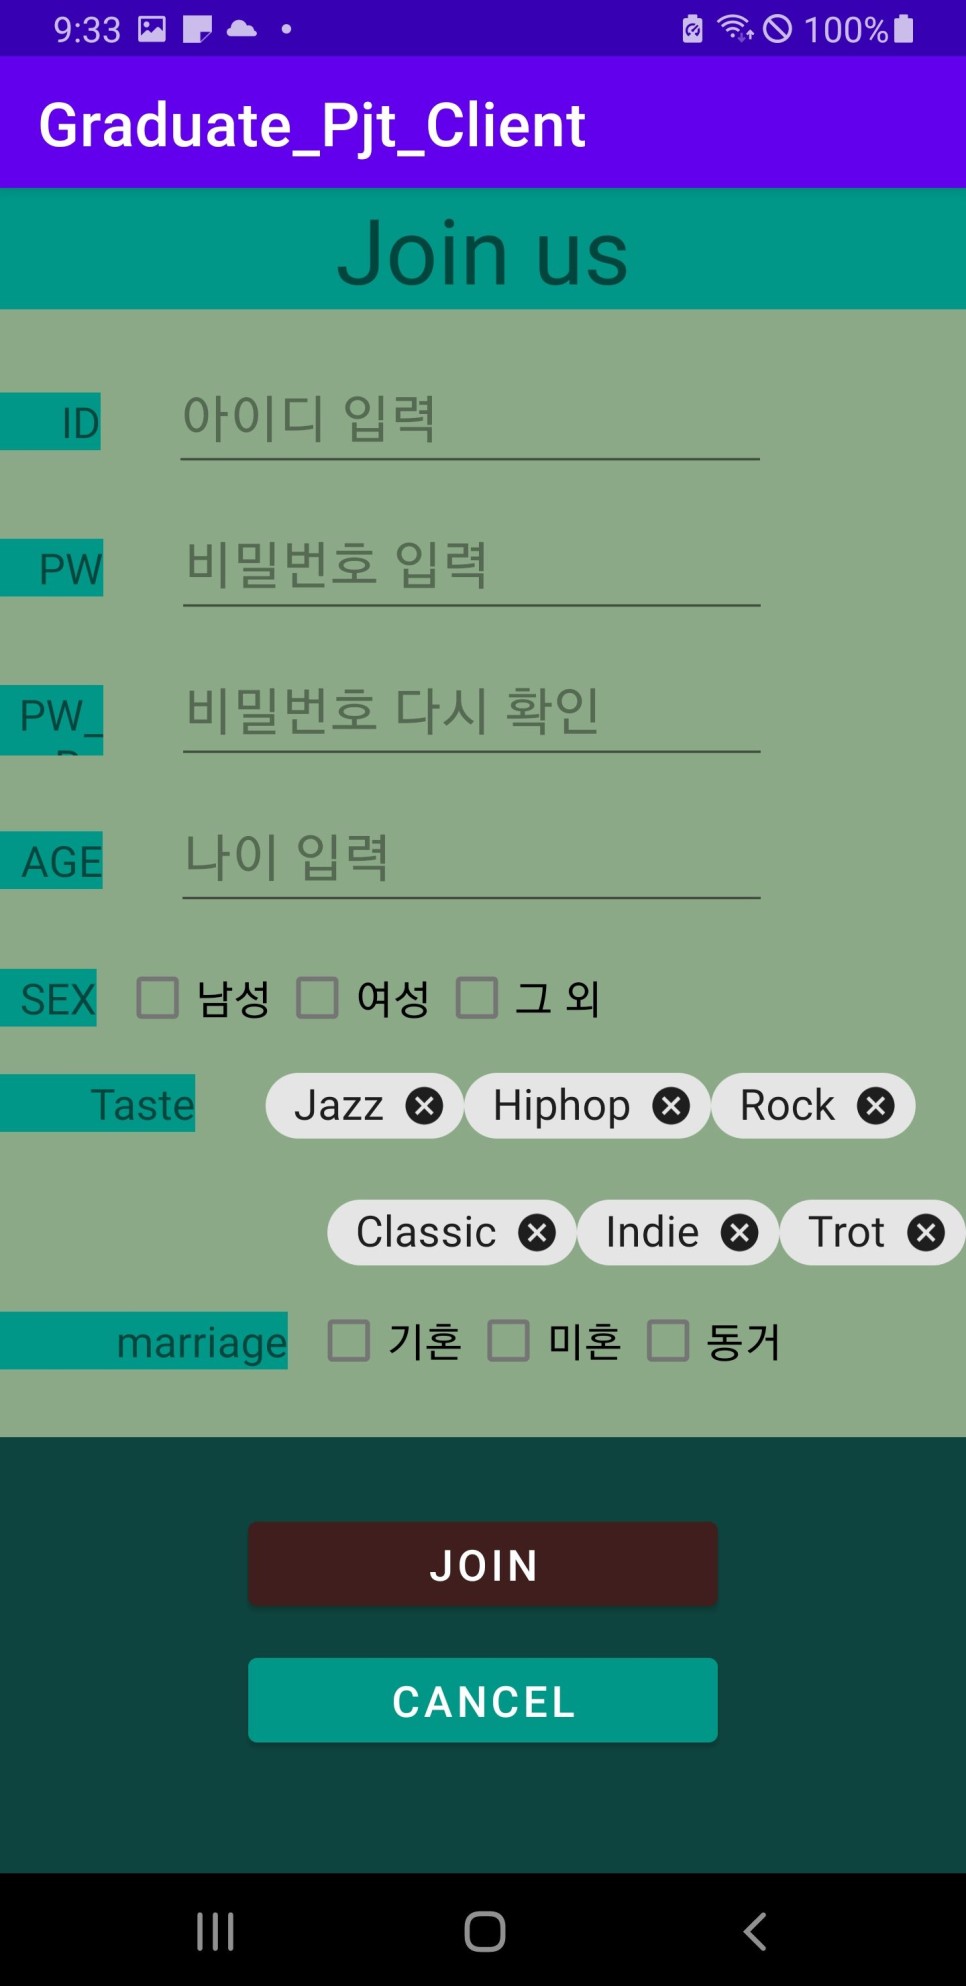 9:33 100%
Graduate_Pjt_Client
Join us
ID 아이디 입력
PW 비밀번호 입력
PW_ 비밀번호 다시 확인
AGE 나이 입력
SEX 남성 여성 그 외
Taste Jazz Hiphop Rock
Classic Indie Trot
marriage 기혼 미혼 동거
JOIN
CANCEL